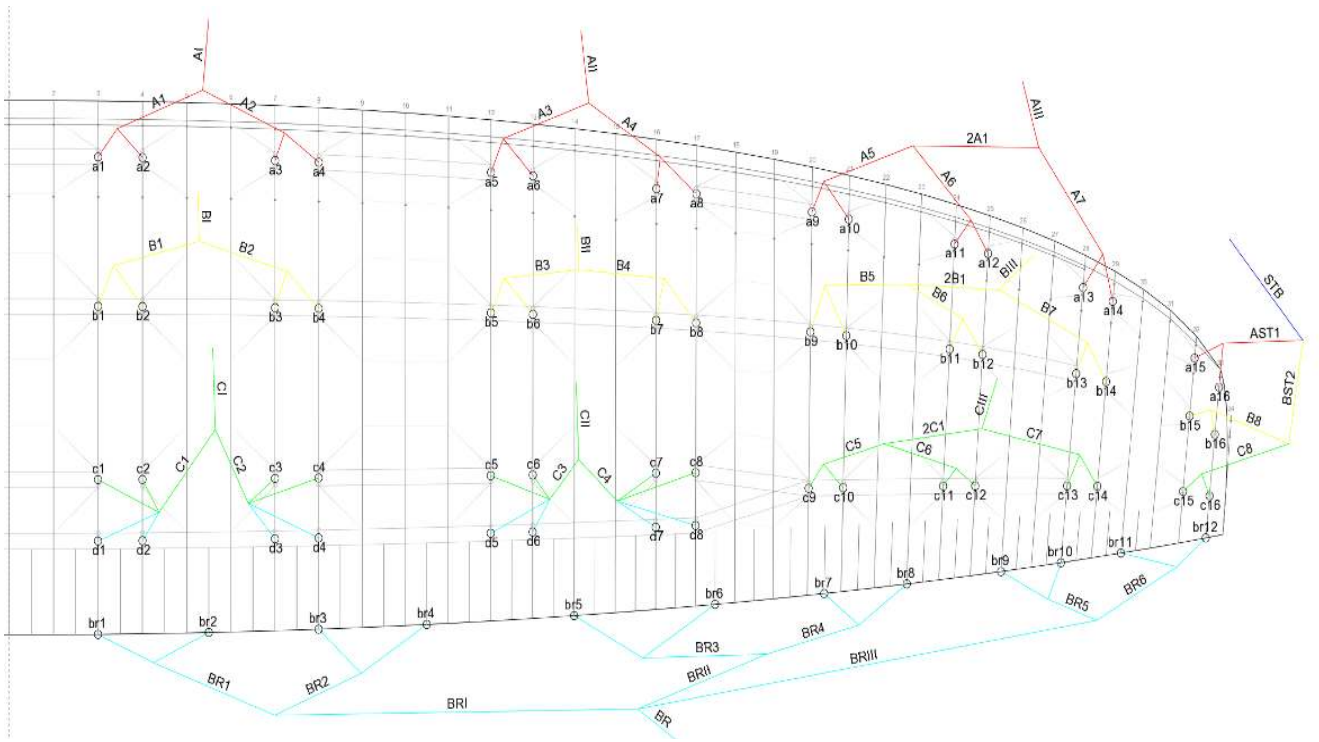 AI
A1 A2
a1 a2 a3 a4
AII
A3 A4
a5 a6 a7 a8
AIII
2A1
A5 A6 A7
a9 a10 a11 a12 a13 a14
BI
B1 B2
b1 b2 b3 b4
BII
B3 B4
b5 b6 b7 b8
BIII
B5 2B1
B6 B7
b9 b10 b11 b12 b13 b14
STB
AST1
a15 a16
BST2
B8
b15 b16
CI
C1 C2
c1 c2 c3 c4
d1 d2 d3 d4
CII
C3 C4
c5 c6 c7 c8
d5 d6 d7 d8
CIII
2C1
C5 C6 C7
c9 c10 c11 c12 c13 c14
C8
c15 c16
br1 br2 br3 br4 br5 br6 br7 br8 br9 br10 br11 br12
BR1 BR2 BR3 BR4 BR5 BR6
BRI BRII BRIII
BR